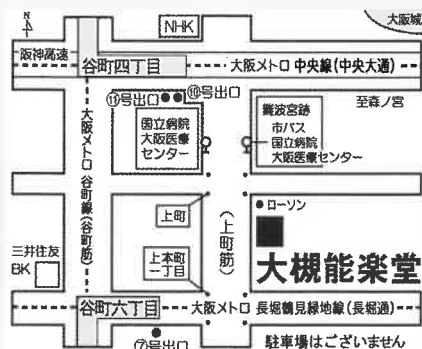 N
NHK
大阪城
阪神高速
谷町四丁目
大阪メトロ 中央線(中央大通)
⑪号出口
⑩号出口
至森ノ宮
国立病院
大阪医療
センター
難波宮跡
市バス
国立病院
大阪医療センター
大阪メトロ 谷町線(谷町筋)
上町
(上町筋)
ローソン
上本町
一丁目
三井住友
BK
大槻能楽堂
谷町六丁目
大阪メトロ 長堀鶴見緑地線(長堀通)
⑦号出口
駐車場はございません